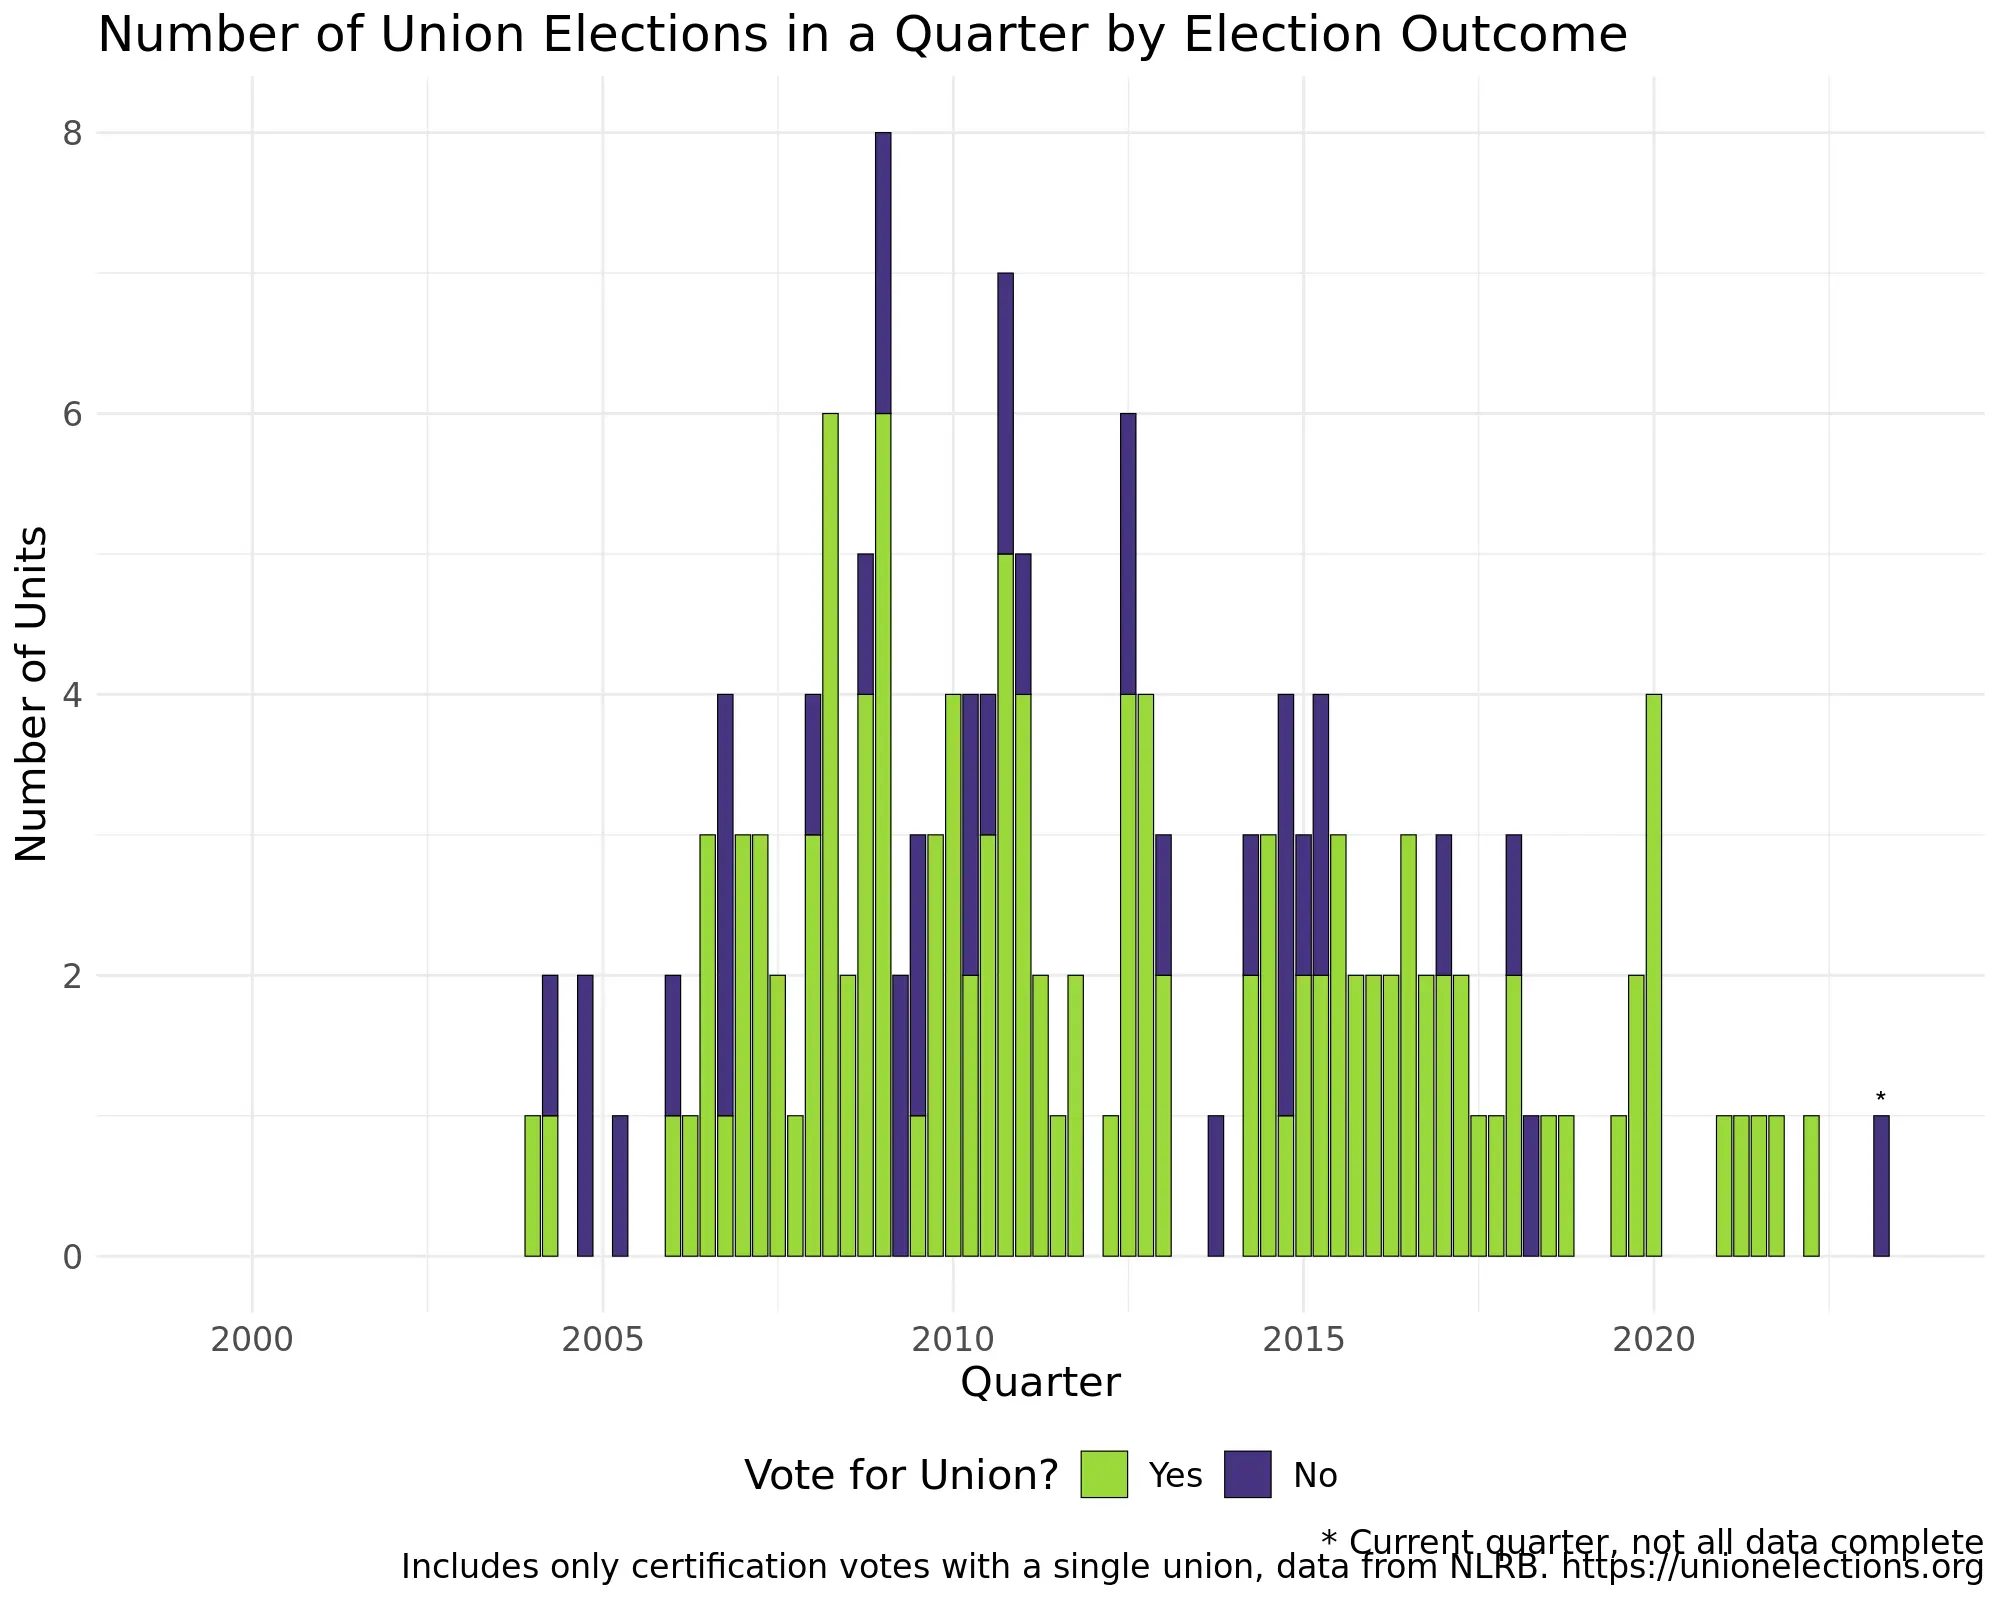 Number of Union Elections in a Quarter by Election Outcome
8
6
4
2
0
Number of Units
*
2000 2005 2010 2015 2020
Quarter
Vote for Union? Yes No
* Current quarter, not all data complete
Includes only certification votes with a single union, data from NLRB. https://unionelections.org